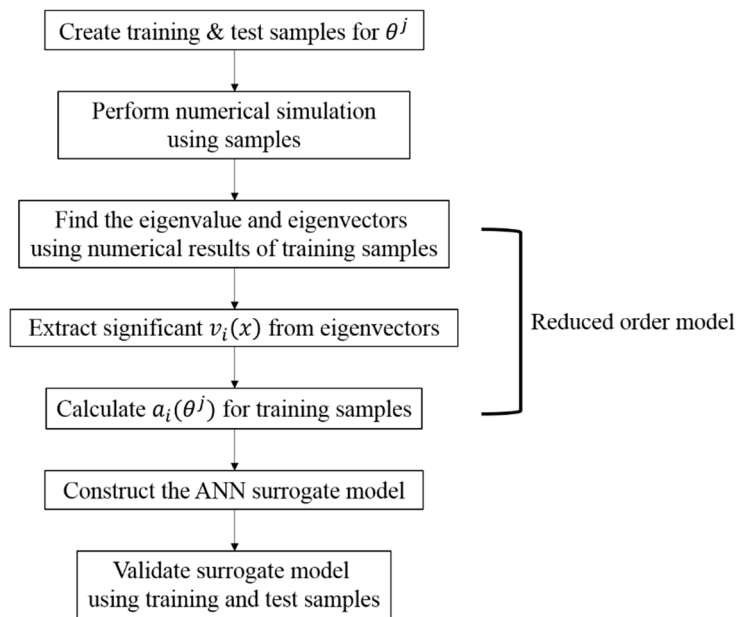 Create training & test samples for θ^j
Perform numerical simulation
using samples
Find the eigenvalue and eigenvectors
using numerical results of training samples
Extract significant v_i(x) from eigenvectors
Reduced order model
Calculate a_i(θ^j) for training samples
Construct the ANN surrogate model
Validate surrogate model
using training and test samples